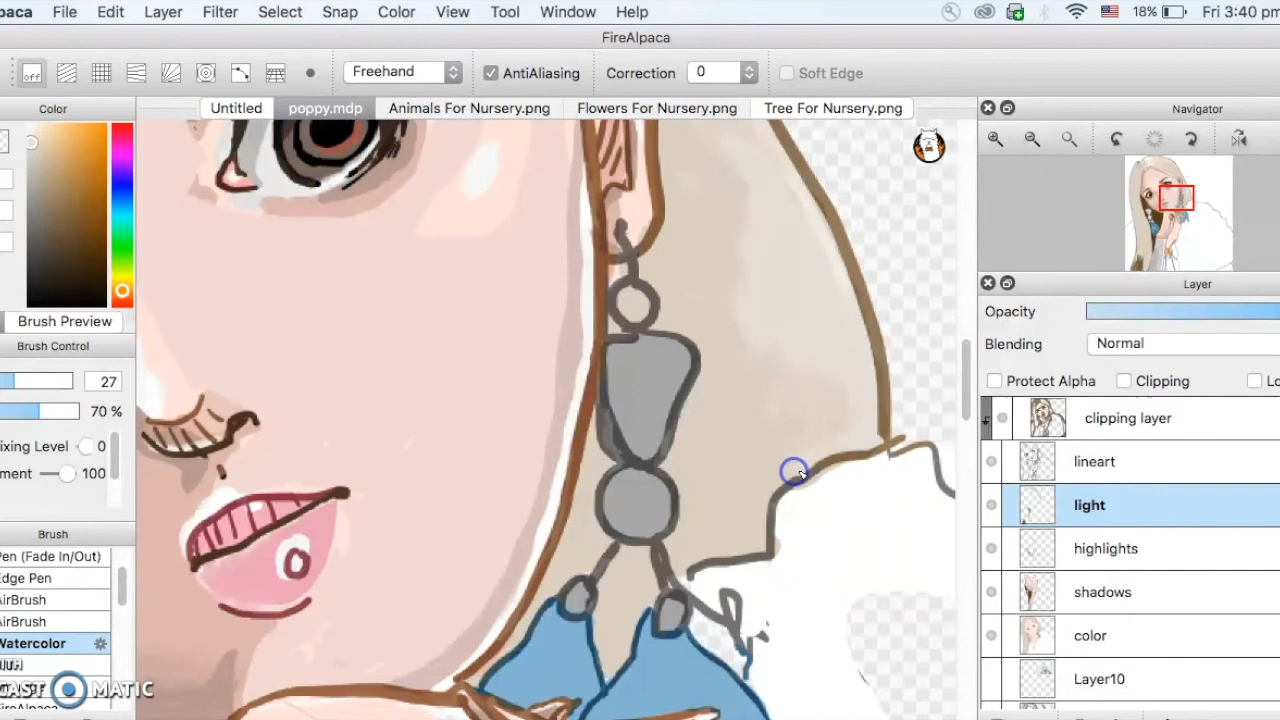 paca File Edit Layer Filter Select Snap Color View Tool Window Help 18% Fri 3:40 pm
FireAlpaca
off Freehand AntiAliasing Correction 0 Soft Edge
Color Untitled poppy.mdp Animals For Nursery.png Flowers For Nursery.png Tree For Nursery.png Navigator
Layer
Opacity
Brush Preview
Blending Normal
Brush Control
27
Protect Alpha Clipping Lo
70 %
clipping layer
ixing Level 0
lineart
ment 100
light
Brush
highlights
Pen (Fade In/Out)
Edge Pen
shadows
AirBrush
AirBrush
color
Watercolor
Layer10
CAST MATIC